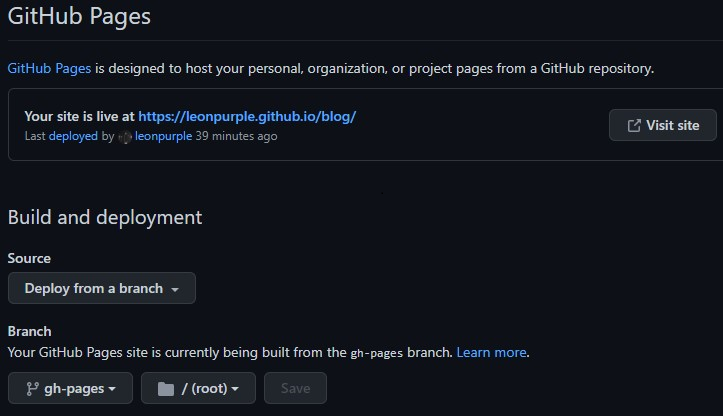 GitHub Pages
GitHub Pages is designed to host your personal, organization, or project pages from a GitHub repository.
Your site is live at https://leonpurple.github.io/blog/
Last deployed by leonpurple 39 minutes ago
Visit site
Build and deployment
Source
Deploy from a branch
Branch
Your GitHub Pages site is currently being built from the gh-pages branch. Learn more.
gh-pages
/ (root)
Save